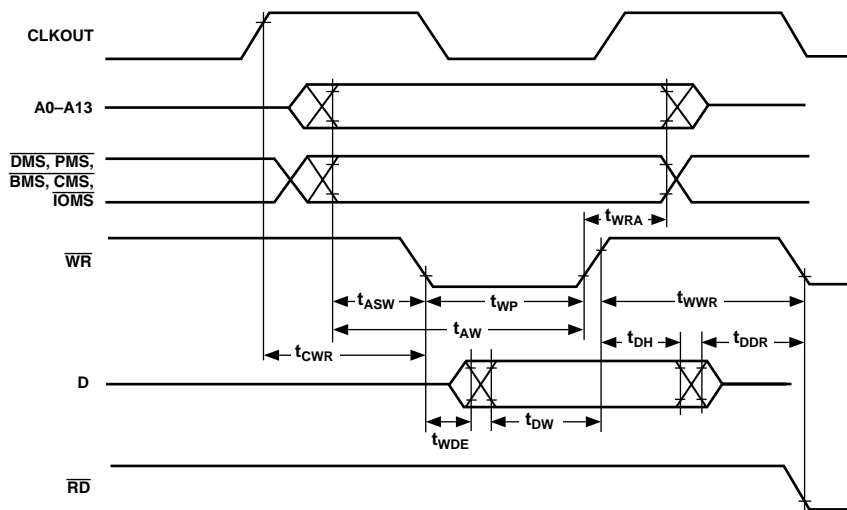 CLKOUT
A0–A13
DMS, PMS,
BMS, CMS,
IOMS
tWRA
WR
tASW
tWP
tWWR
tAW
tCWR
tDH
tDDR
D
tWDE
tDW
RD